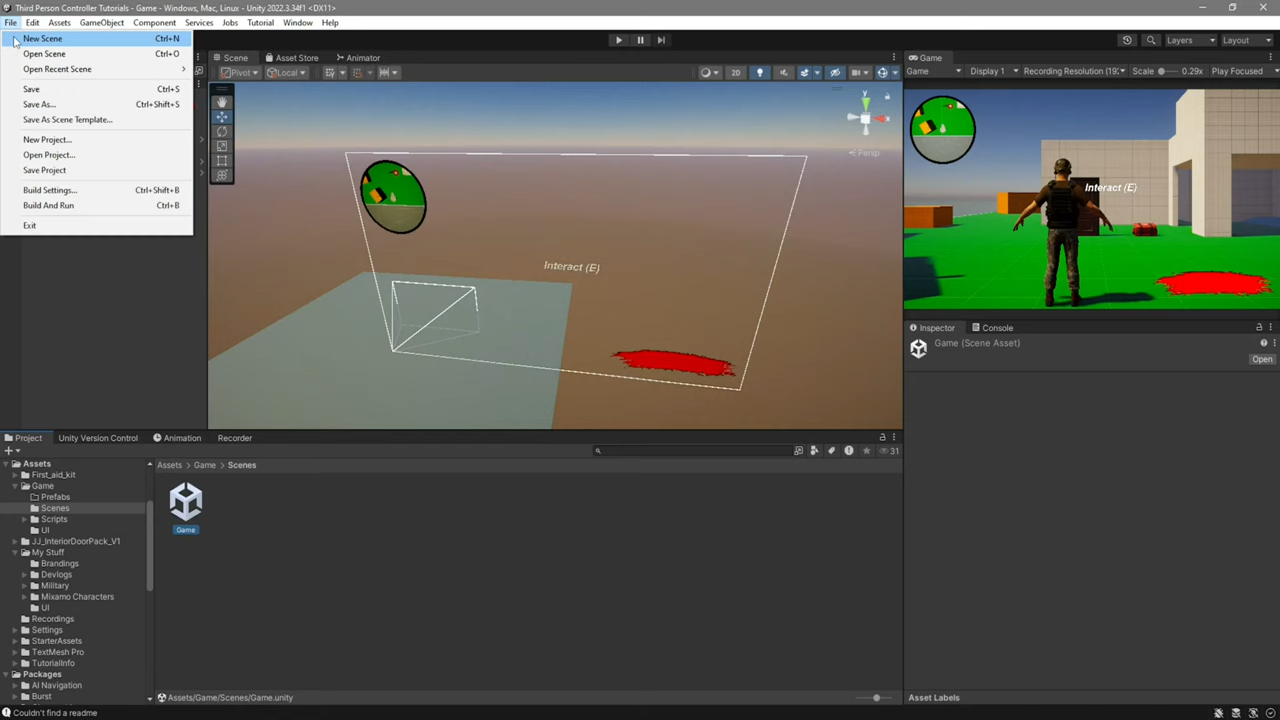 Third Person Controller Tutorials - Game - Windows, Mac, Linux - Unity 2022.3.34f1 <DX11>
File Edit Assets GameObject Component Services Jobs Tutorial Window Help
New Scene Ctrl+N
Open Scene Ctrl+O
Open Recent Scene
Save Ctrl+S
Save As... Ctrl+Shift+S
Save As Scene Template...
New Project...
Open Project...
Save Project
Build Settings... Ctrl+Shift+B
Build And Run Ctrl+B
Exit
Layers Layout
Scene Asset Store Animator
Pivot Local 2D
y
x
Persp
Interact (E)
Game
Game Display 1 Recording Resolution (192 Scale 0.29x Play Focused
Interact (E)
Inspector Console
Game (Scene Asset)
Open
Project Unity Version Control Animation Recorder
31
Assets > Game > Scenes
Assets
First_aid_kit
Game
Prefabs
Scenes
Scripts
UI
JJ_InteriorDoorPack_V1
My Stuff
Brandings
Devlogs
Military
Mixamo Characters
UI
Recordings
Settings
StarterAssets
TextMesh Pro
TutorialInfo
Packages
AI Navigation
Burst
Game
Assets/Game/Scenes/Game.unity
Asset Labels
Couldn't find a readme